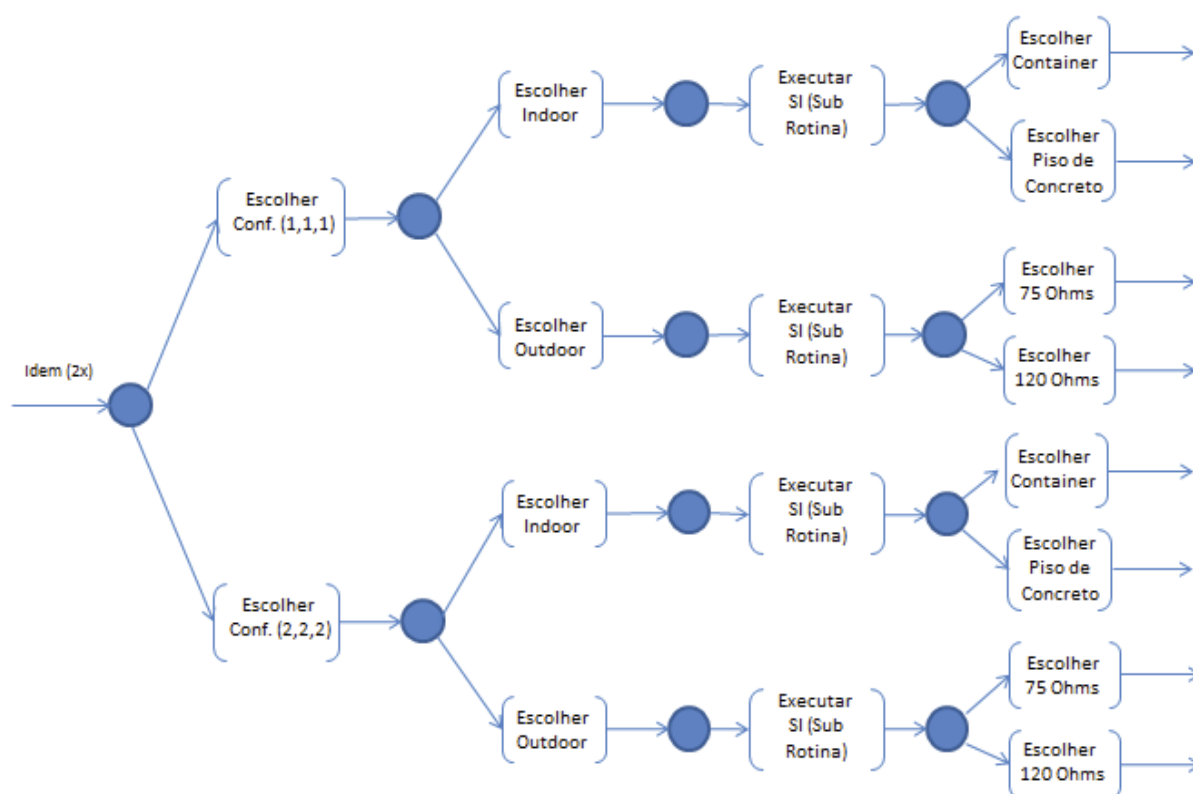 Escolher
Container
Escolher
Indoor
Executar
SI (Sub
Rotina)
Escolher
Piso de
Concreto
Escolher
Conf. (1,1,1)
Escolher
75 Ohms
Escolher
Outdoor
Executar
SI (Sub
Rotina)
Escolher
120 Ohms
Idem (2x)
Escolher
Container
Escolher
Indoor
Executar
SI (Sub
Rotina)
Escolher
Piso de
Concreto
Escolher
Conf. (2,2,2)
Escolher
75 Ohms
Escolher
Outdoor
Executar
SI (Sub
Rotina)
Escolher
120 Ohms